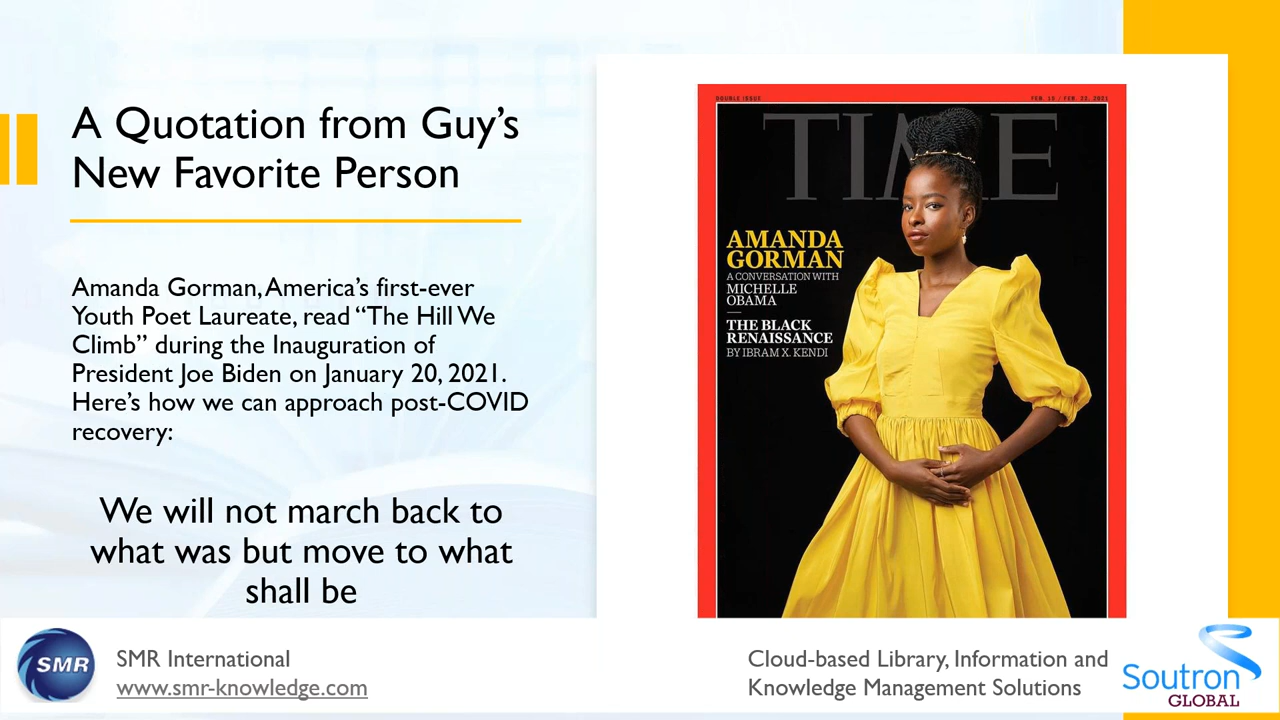 A Quotation from Guy's
New Favorite Person
Amanda Gorman, America's first-ever
Youth Poet Laureate, read “The Hill We
Climb” during the Inauguration of
President Joe Biden on January 20, 2021.
Here's how we can approach post-COVID
recovery:
We will not march back to
what was but move to what
shall be
DOUBLE ISSUE
FEB. 15 / FEB. 22, 2021
TIME
AMANDA
GORMAN
A CONVERSATION WITH
MICHELLE
OBAMA
THE BLACK
RENAISSANCE
BY IBRAM X. KENDI
SMR
SMR International
www.smr-knowledge.com
Cloud-based Library, Information and
Knowledge Management Solutions
Soutron
GLOBAL